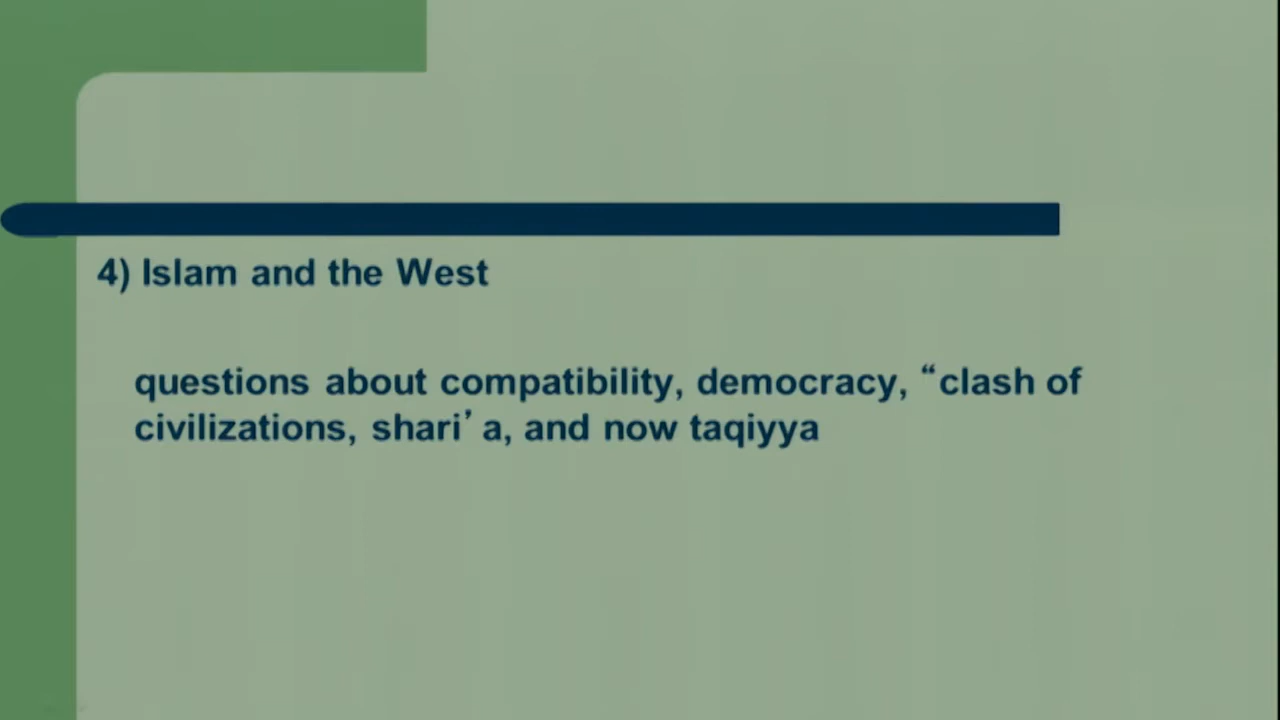 4) Islam and the West
questions about compatibility, democracy, “clash of
civilizations, shari’a, and now taqiyya